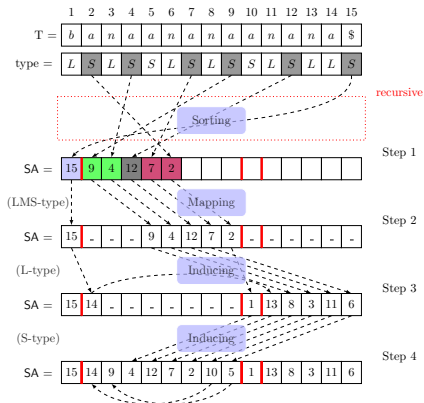 1 2 3 4 5 6 7 8 9 10 11 12 13 14 15
T = b a n a a n a n a a n a n a $
type = L S L S S L S L S S L S L L S
recursive
Sorting
Step 1
SA = 15 9 4 12 7 2
(LMS-type) Mapping
Step 2
SA = 15 - - - 9 4 12 7 2 - - - - - -
(L-type) Inducing
Step 3
SA = 15 14 - - - - - - - 1 13 8 3 11 6
(S-type) Inducing
Step 4
SA = 15 14 9 4 12 7 2 10 5 1 13 8 3 11 6